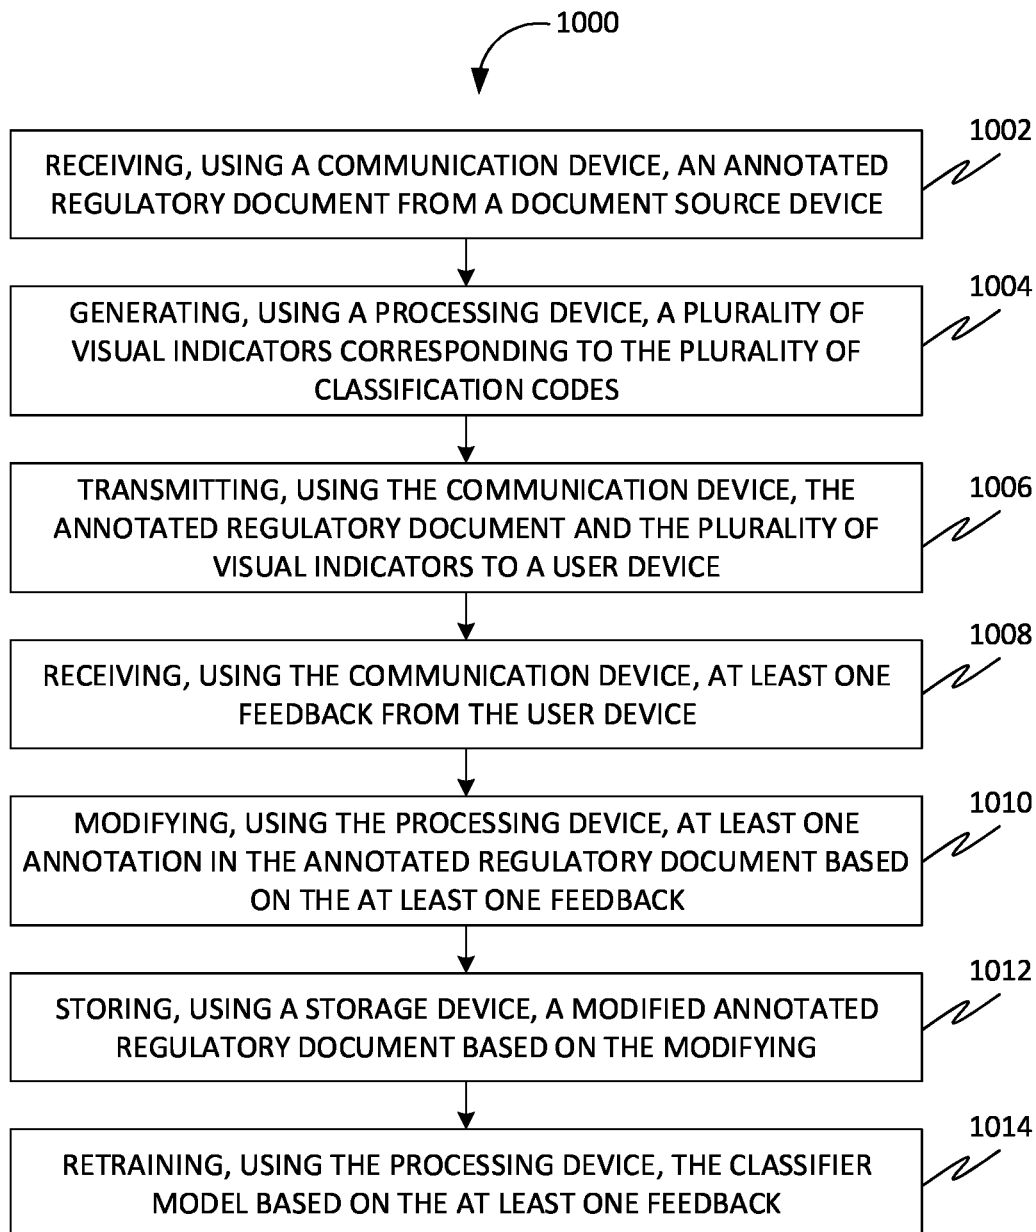 1000
1002
RECEIVING, USING A COMMUNICATION DEVICE, AN ANNOTATED
REGULATORY DOCUMENT FROM A DOCUMENT SOURCE DEVICE
1004
GENERATING, USING A PROCESSING DEVICE, A PLURALITY OF
VISUAL INDICATORS CORRESPONDING TO THE PLURALITY OF
CLASSIFICATION CODES
1006
TRANSMITTING, USING THE COMMUNICATION DEVICE, THE
ANNOTATED REGULATORY DOCUMENT AND THE PLURALITY OF
VISUAL INDICATORS TO A USER DEVICE
1008
RECEIVING, USING THE COMMUNICATION DEVICE, AT LEAST ONE
FEEDBACK FROM THE USER DEVICE
1010
MODIFYING, USING THE PROCESSING DEVICE, AT LEAST ONE
ANNOTATION IN THE ANNOTATED REGULATORY DOCUMENT BASED
ON THE AT LEAST ONE FEEDBACK
1012
STORING, USING A STORAGE DEVICE, A MODIFIED ANNOTATED
REGULATORY DOCUMENT BASED ON THE MODIFYING
1014
RETRAINING, USING THE PROCESSING DEVICE, THE CLASSIFIER
MODEL BASED ON THE AT LEAST ONE FEEDBACK